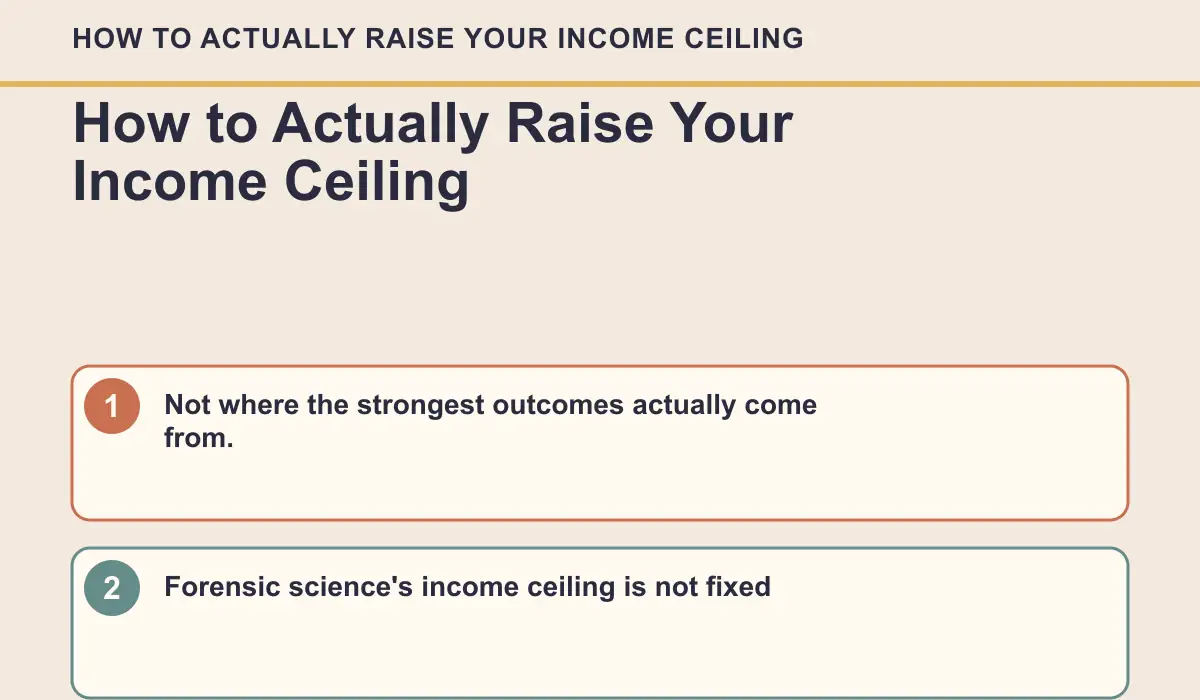 HOW TO ACTUALLY RAISE YOUR INCOME CEILING
How to Actually Raise Your
Income Ceiling
1
Not where the strongest outcomes actually come
from.
2
Forensic science's income ceiling is not fixed